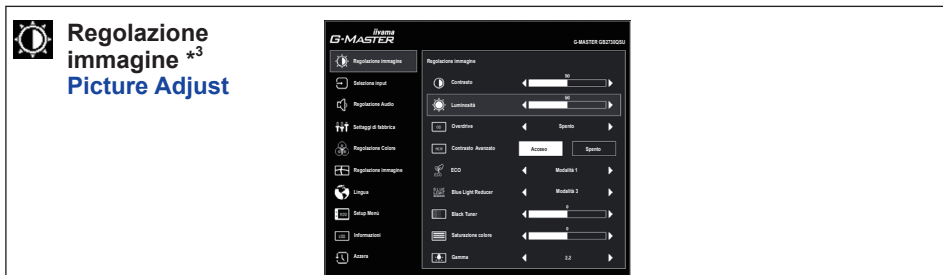 Regolazione
immagine *3
Picture Adjust
iiyama
G-MASTER
G-MASTER GB2730QSU
Regolazione immagine
Seleziona input
Regolazione Audio
Settaggi di fabbrica
Regolazione Colore
Regolazione immagine
Lingua
Setup Menù
Informazioni
Azzera
Regolazione immagine
Contrasto
50
Luminosità
50
Overdrive
Spento
Contrasto Avanzato
Acceso
Spento
ECO
Modalità 1
Blue Light Reducer
Modalità 3
Black Tuner
0
Saturazione colore
0
Gamma
2.2